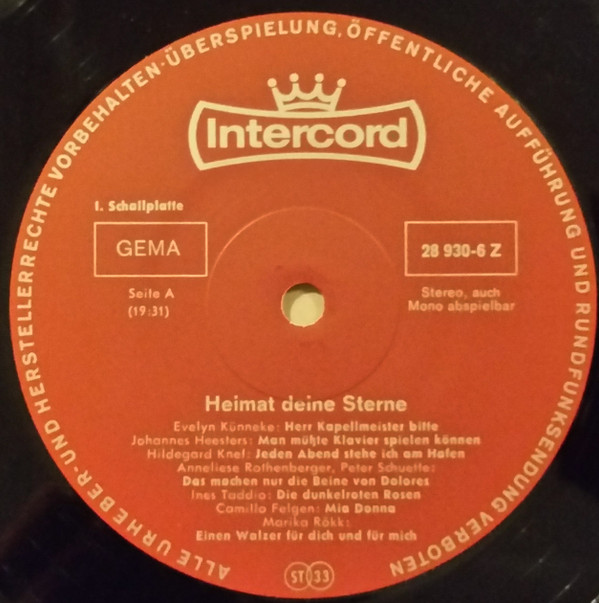 ALLE URHEBER- UND HERSTELLERRECHTE VORBEHALTEN-ÜBERSPIELUNG, ÖFFENTLICHE AUFFÜHRUNG UND RUNDFUNKSENDUNG VERBOTEN
Intercord
1. Schallplatte
GEMA
28 930-6 Z
Seite A
(19:31)
Stereo, auch
Mono abspielbar
Heimat deine Sterne
Evelyn Künneke: Herr Kapellmeister bitte
Johannes Heesters: Man müßte Klavier spielen können
Hildegard Knef: Jeden Abend stehe ich am Hafen
Anneliese Rothenberger, Peter Schuette:
Das machen nur die Beine von Dolores
Ines Taddio: Die dunkelroten Rosen
Camillo Felgen: Mia Donna
Marika Rökk:
Einen Walzer für dich und für mich
ST 33